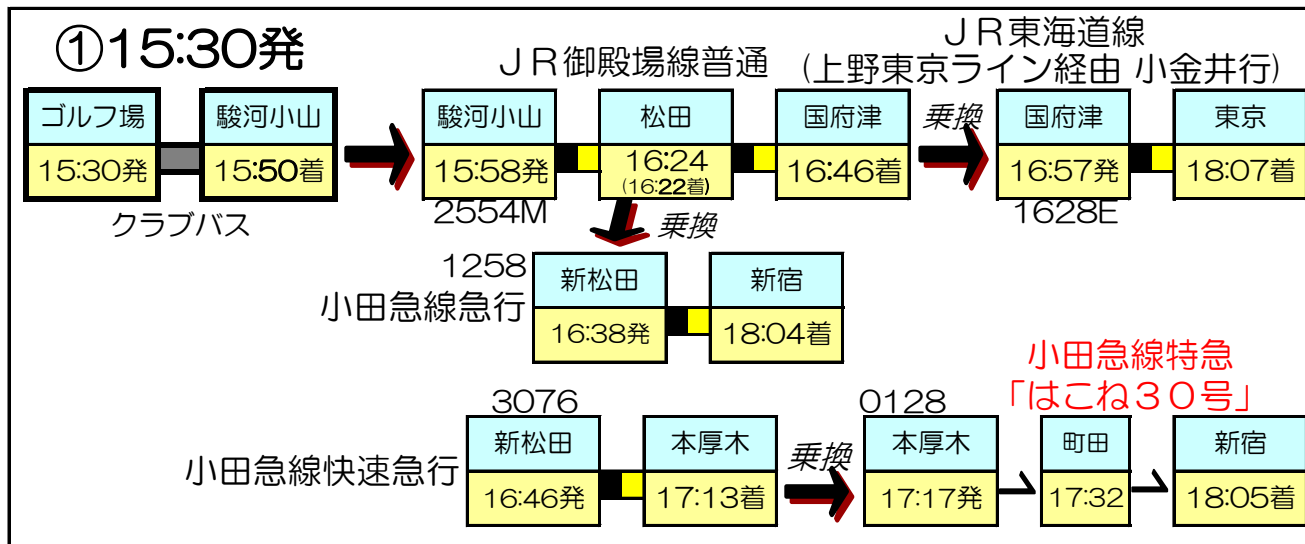 ①15:30発
ＪＲ御殿場線普通
ＪＲ東海道線
(上野東京ライン経由 小金井行)
ゴルフ場 駿河小山 駿河小山 松田 国府津 乗換 国府津 東京
15:30発 15:50着 15:58発 16:24 16:46着 16:57発 18:07着
(16:22着)
クラブバス 2554M 乗換 1628E
1258
小田急線急行
新松田 新宿
16:38発 18:04着
小田急線特急
「はこね３０号」
3076 0128
小田急線快速急行
新松田 本厚木 乗換 本厚木 町田 新宿
16:46発 17:13着 17:17発 17:32 18:05着